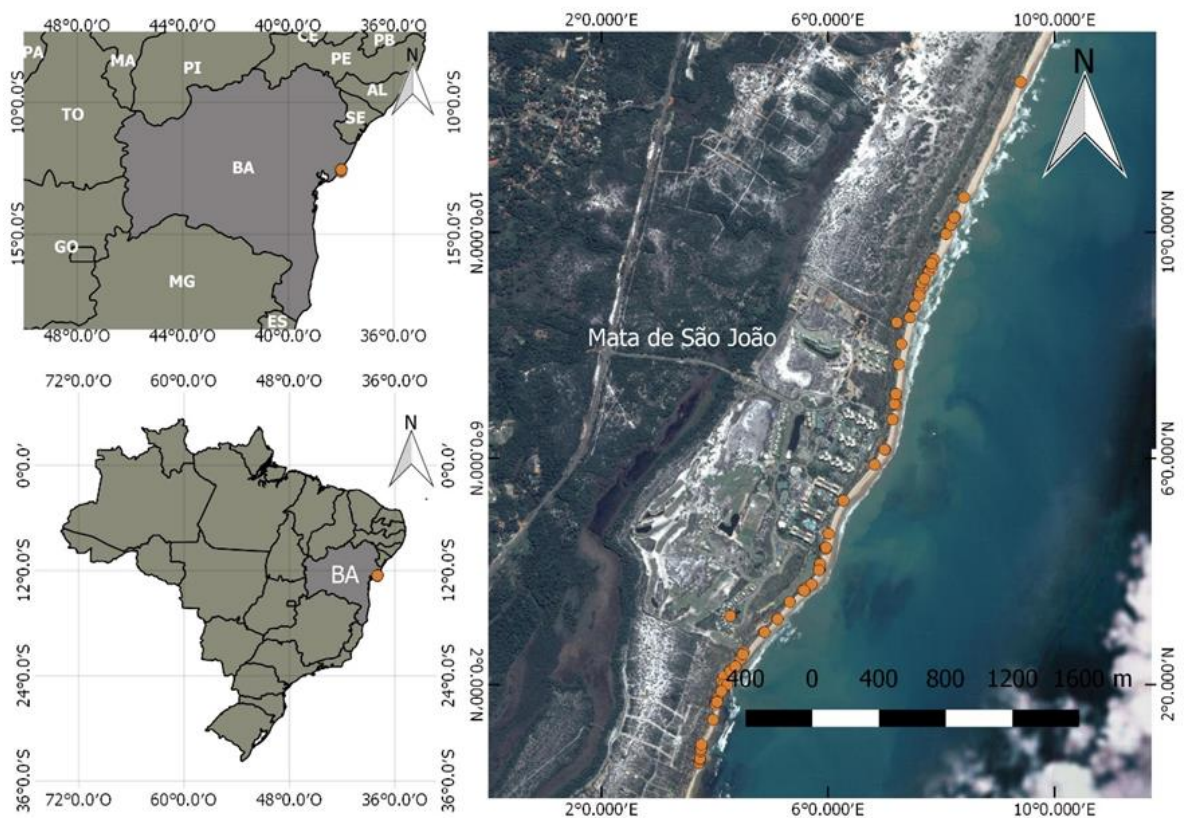 48°0.0'O 44°0.0'O 40°0.0'O 36°0.0'O
PA
MA
PI
CE
PE
PB
N
AL
SE
TO
BA
GO
MG
ES
10°0.0'S
15°0.0'S
10°0.0'S
15°0.0'S
48°0.0'O 44°0.0'O 40°0.0'O 36°0.0'O
72°0.0'O 60°0.0'O 48°0.0'O 36°0.0'O
N
BA
0°0.0'
12°0.0'S
24°0.0'S
36°0.0'S
0°0.0'
12°0.0'S
24°0.0'S
36°0.0'S
72°0.0'O 60°0.0'O 48°0.0'O 36°0.0'O
2°0.000'E 6°0.000'E 10°0.000'E
N
Mata de São João
10°0.000'N
6°0.000'N
2°0.000'N
10°0.000'N
6°0.000'N
2°0.000'N
400 0 400 800 1200 1600 m
2°0.000'E 6°0.000'E 10°0.000'E